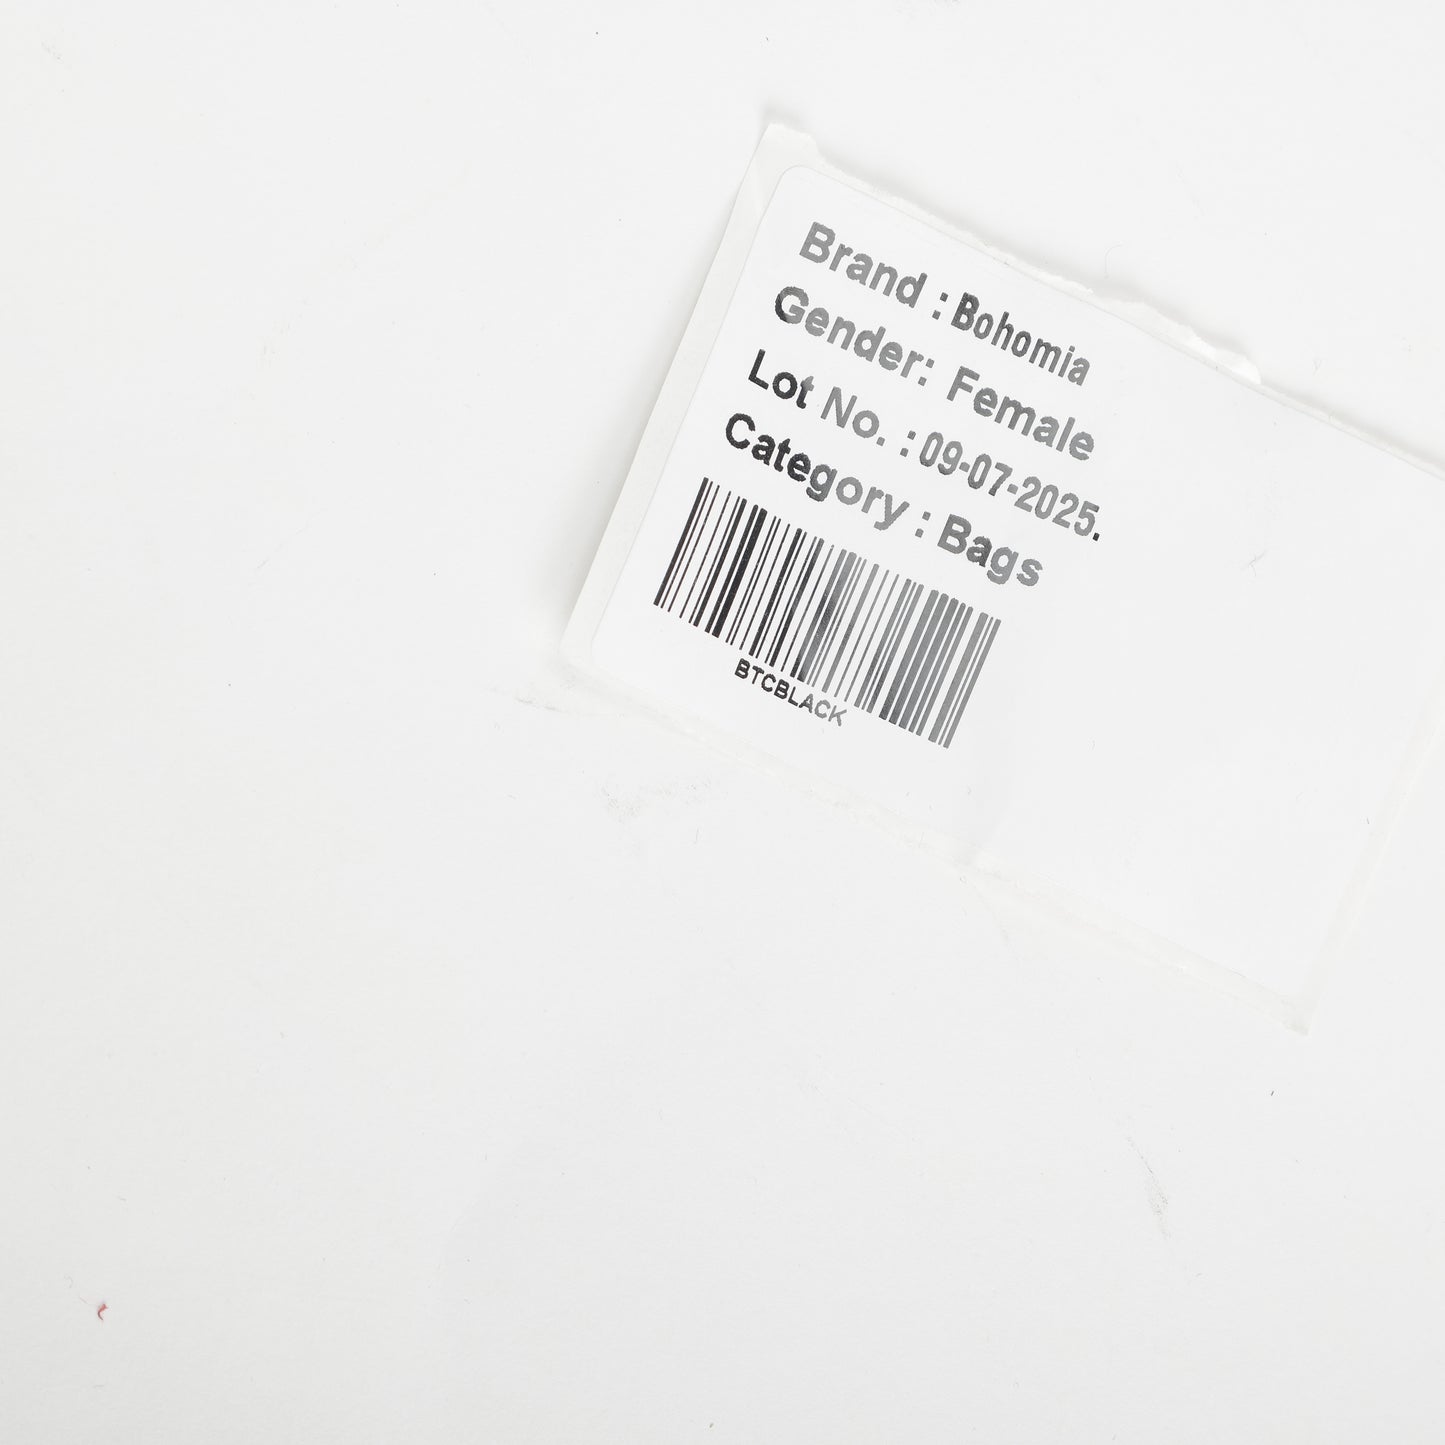 Brand : Bohomia
Gender: Female
Lot No. : 09-07-2025.
Category : Bags
BTCBLACK